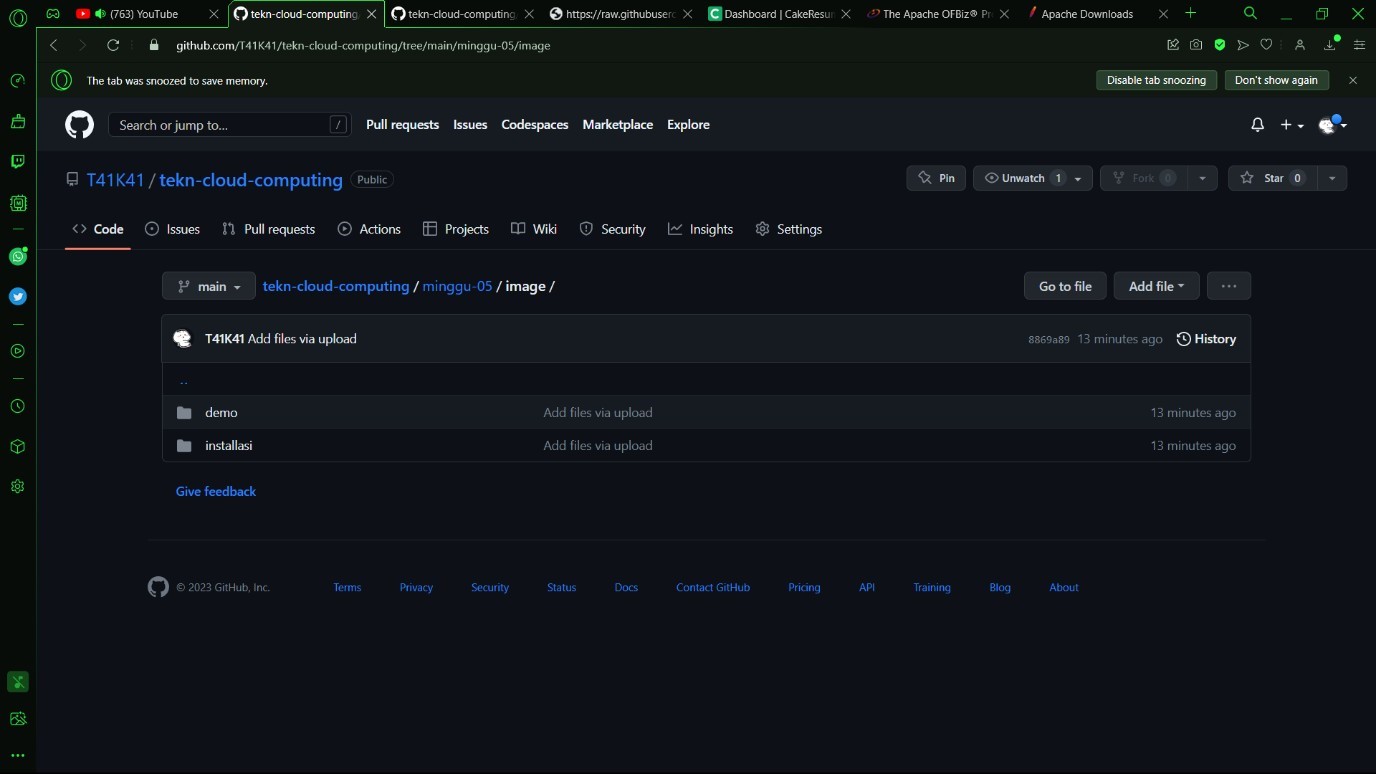 (763) YouTube
tekn-cloud-computing
tekn-cloud-computing
https://raw.githubuserc
Dashboard | CakeResum
The Apache OFBiz® Pr
Apache Downloads
github.com/T41K41/tekn-cloud-computing/tree/main/minggu-05/image
The tab was snoozed to save memory.
Disable tab snoozing
Don't show again
Search or jump to... /
Pull requests Issues Codespaces Marketplace Explore
T41K41 / tekn-cloud-computing Public
Pin
Unwatch 1
Fork 0
Star 0
Code Issues Pull requests Actions Projects Wiki Security Insights Settings
main
tekn-cloud-computing / minggu-05 / image /
Go to file
Add file
...
T41K41 Add files via upload 8869a89 13 minutes ago History
..
demo Add files via upload 13 minutes ago
installasi Add files via upload 13 minutes ago
Give feedback
© 2023 GitHub, Inc. Terms Privacy Security Status Docs Contact GitHub Pricing API Training Blog About